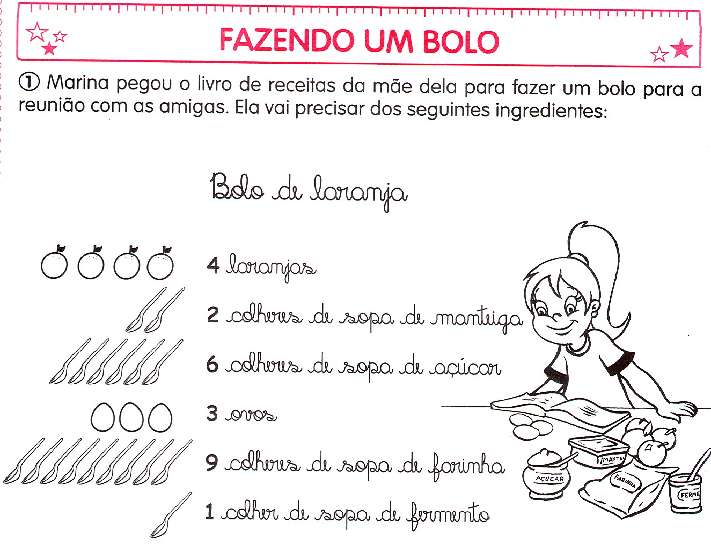 FAZENDO UM BOLO
① Marina pegou o livro de receitas da mãe dela para fazer um bolo para a
reunião com as amigas. Ela vai precisar dos seguintes ingredientes:
Bolo de laranja
4 laranjas
2 colheres de sopa de manteiga
6 colheres de sopa de açúcar
3 ovos
9 colheres de sopa de farinha
1 colher de sopa de fermento
AÇUCAR
FARINHA